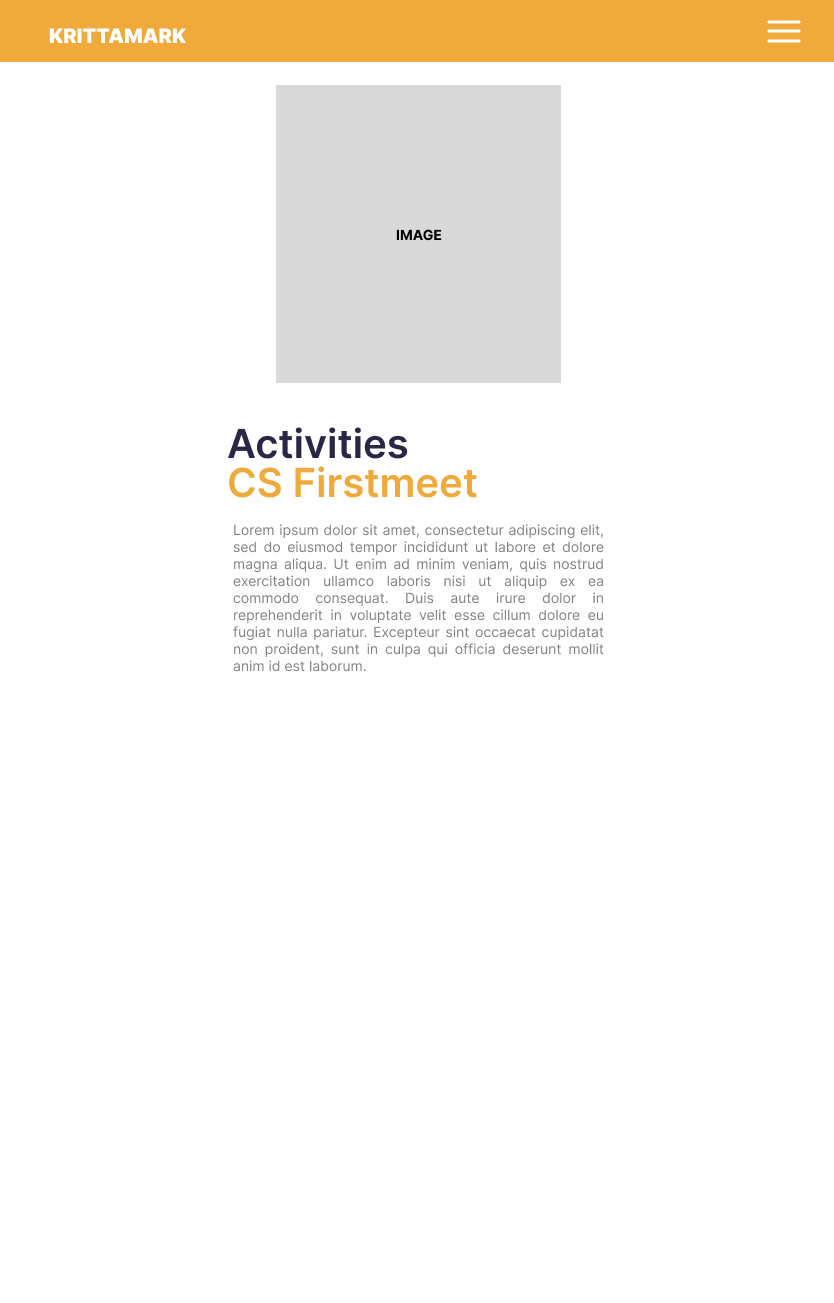 KRITTAMARK
IMAGE
Activities
CS Firstmeet
Lorem ipsum dolor sit amet, consectetur adipiscing elit,
sed do eiusmod tempor incididunt ut labore et dolore
magna aliqua. Ut enim ad minim veniam, quis nostrud
exercitation ullamco laboris nisi ut aliquip ex ea
commodo consequat. Duis aute irure dolor in
reprehenderit in voluptate velit esse cillum dolore eu
fugiat nulla pariatur. Excepteur sint occaecat cupidatat
non proident, sunt in culpa qui officia deserunt mollit
anim id est laborum.